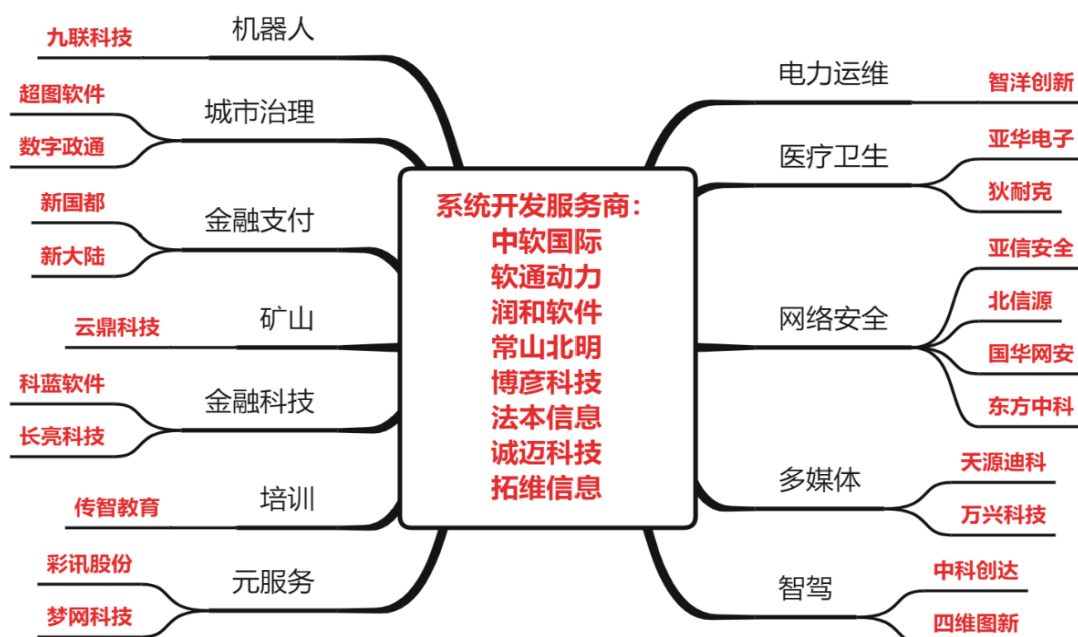 机器人
九联科技
城市治理
超图软件
数字政通
金融支付
新国都
新大陆
矿山
云鼎科技
金融科技
科蓝软件
长亮科技
培训
传智教育
元服务
彩讯股份
梦网科技
系统开发服务商：
中软国际
软通动力
润和软件
常山北明
博彦科技
法本信息
诚迈科技
拓维信息
电力运维
智洋创新
医疗卫生
亚华电子
狄耐克
网络安全
亚信安全
北信源
国华网安
东方中科
多媒体
天源迪科
万兴科技
智驾
中科创达
四维图新